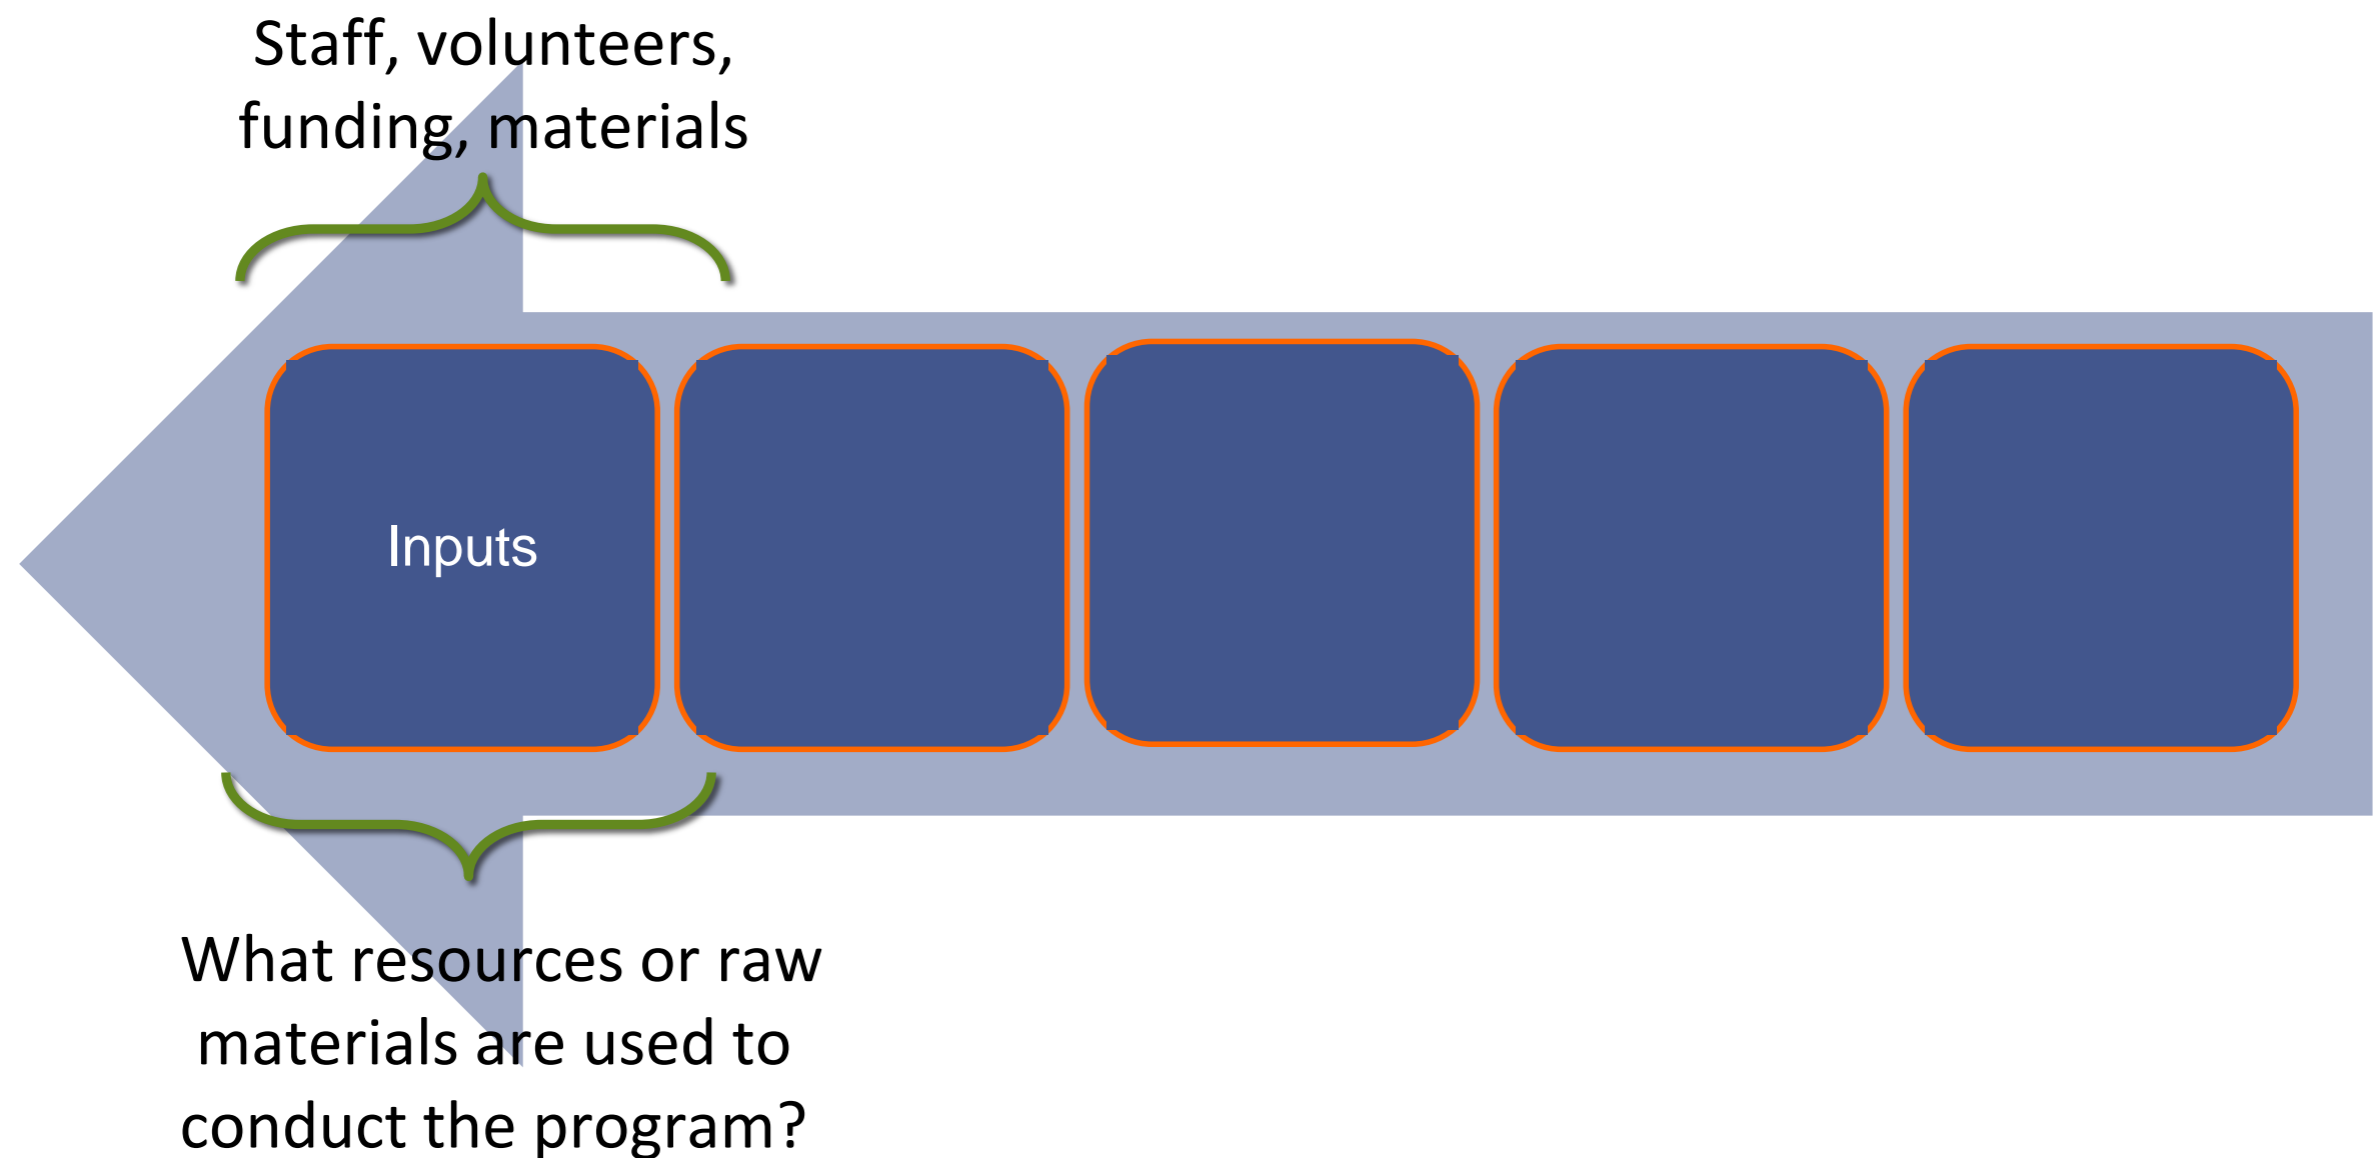 Staff, volunteers,
funding, materials
Inputs
What resources or raw
materials are used to
conduct the program?